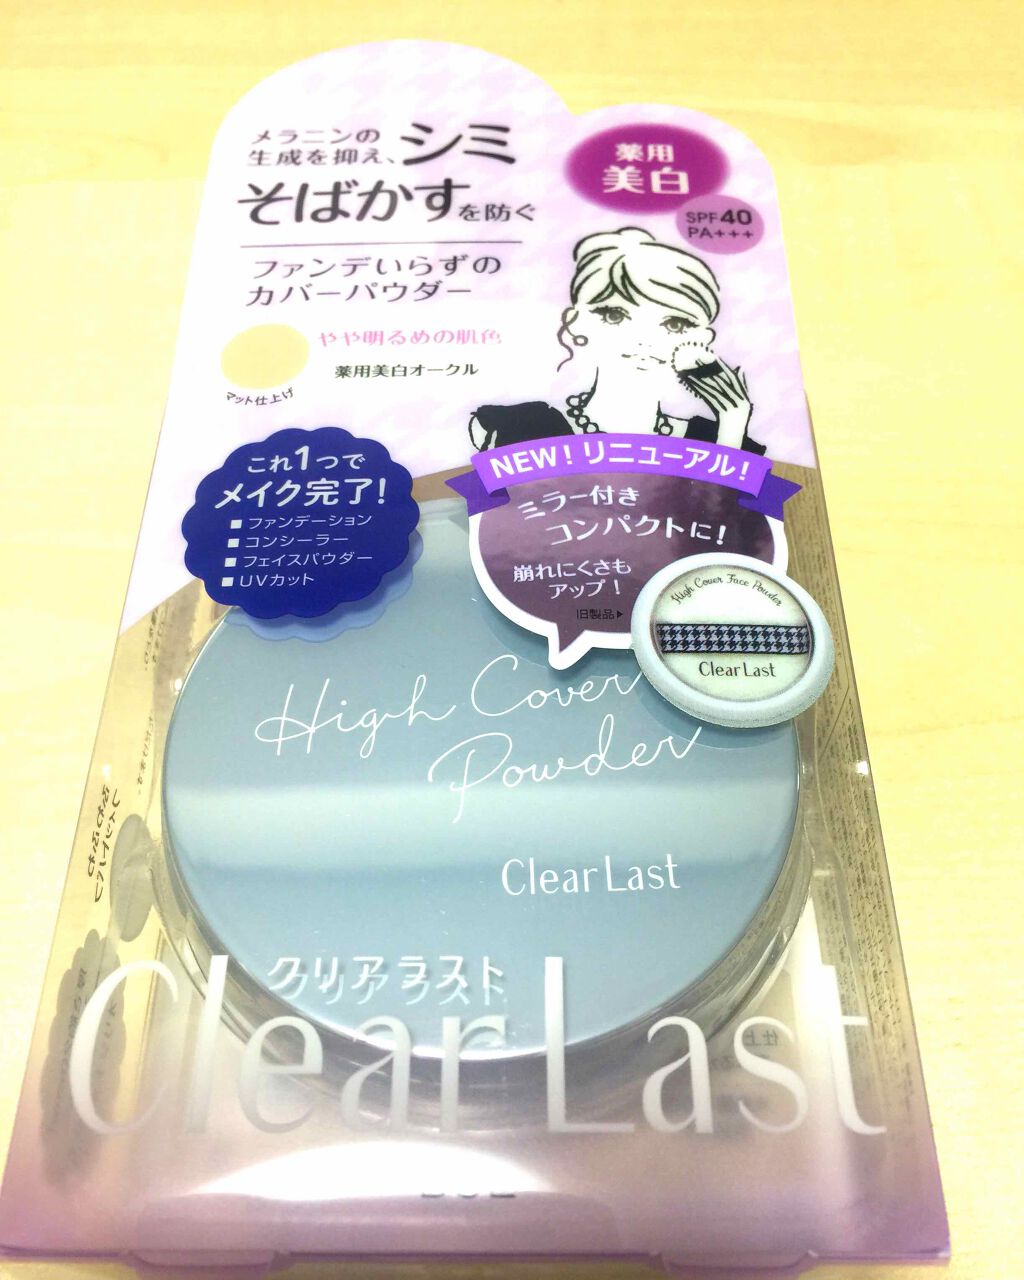 メラニンの
生成を抑え、シミ
そばかすを防ぐ
ファンデいらずの
カバーパウダー
やや明るめの肌色
薬用美白オークル
マット仕上げ
薬用
美白
SPF40
PA+++
これ1つで
メイク完了!
■ファンデーション
■コンシーラー
■フェイスパウダー
■UVカット
NEW! リニューアル!
ミラー付き
コンパクトに!
崩れにくさも
アップ!
旧製品▶
High Cover Face Powder
Clear Last
High Cover
Powder
Clear Last
クリアラスト
Clear Last